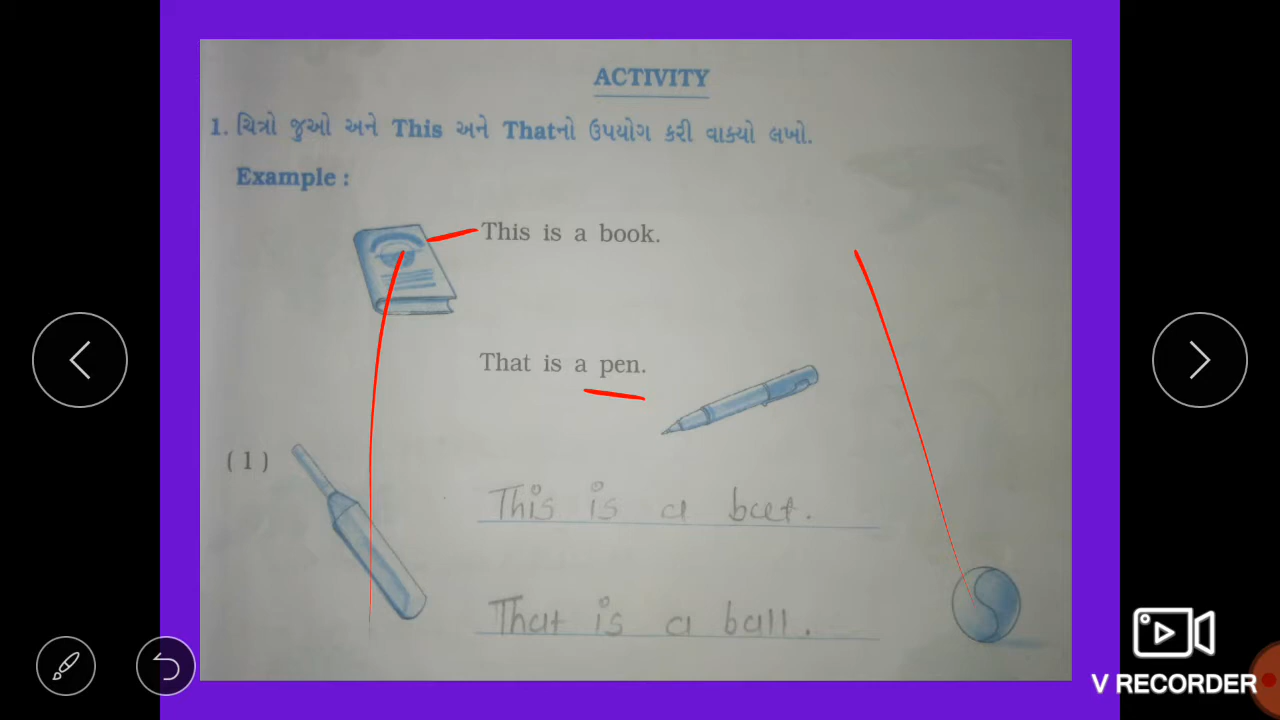 ACTIVITY
1. ચિત્રો જુઓ અને This અને Thatનો ઉપયોગ કરી વાક્યો લખો.
Example :
This is a book.
That is a pen.
(1)
This is a bat.
That is a ball.
V RECORDER